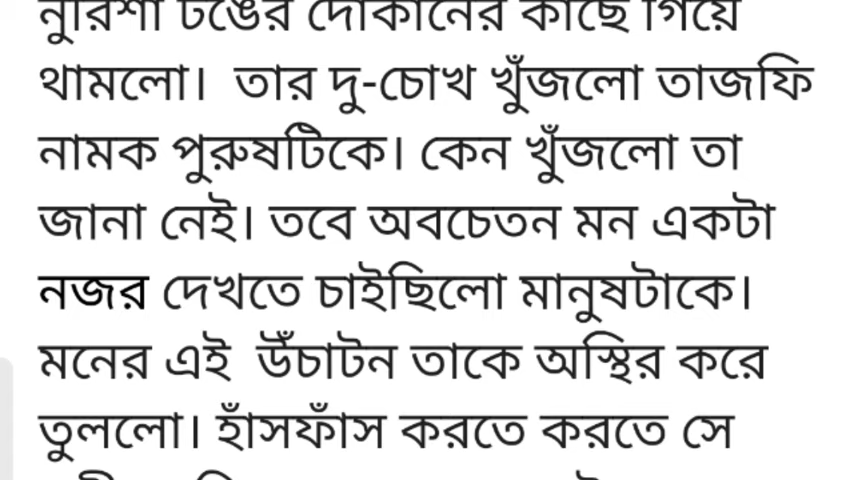 নুরিশা টঙের দোকানের কাছে গিয়ে
থামলো। তার দু-চোখ খুঁজলো তাজফি
নামক পুরুষটিকে। কেন খুঁজলো তা
জানা নেই। তবে অবচেতন মন একটা
নজর দেখতে চাইছিলো মানুষটাকে।
মনের এই উঁচাটন তাকে অস্থির করে
তুললো। হাঁসফাঁস করতে করতে সে